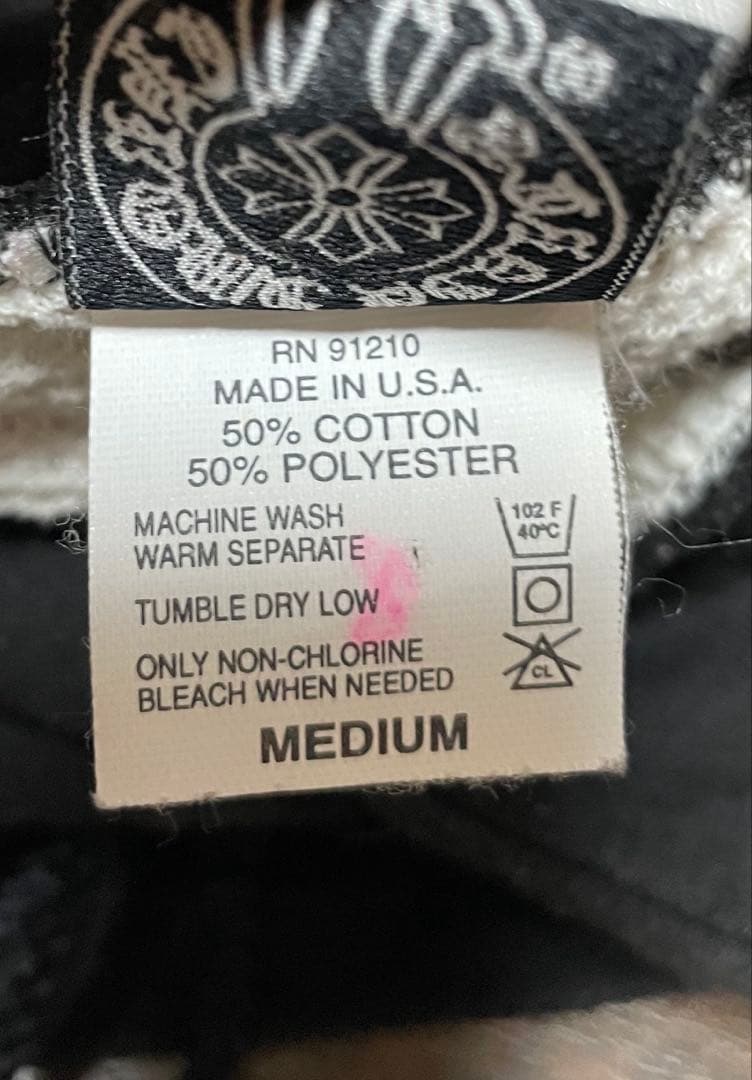 RN 91210
MADE IN U.S.A.
50% COTTON
50% POLYESTER
MACHINE WASH
WARM SEPARATE
102 F
40°C
TUMBLE DRY LOW
ONLY NON-CHLORINE
BLEACH WHEN NEEDED
CL
MEDIUM